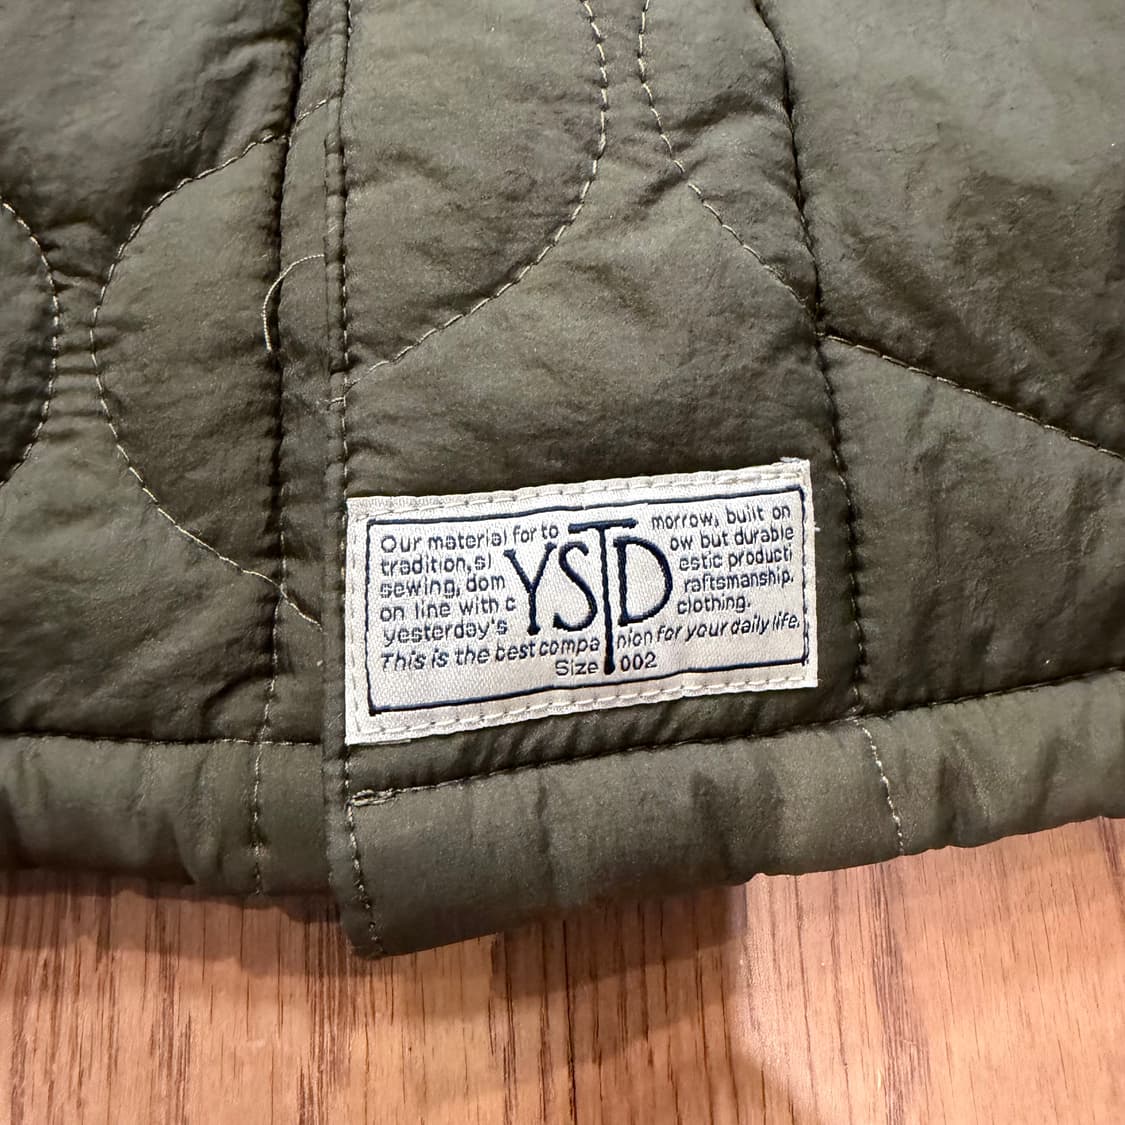 Our material for to morrow, built on
tradition, sl ow but durable
sewing, dom estic producti
on line with c raftsmanship.
yesterday's clothing.
YSTD
This is the best compa nion for your daily life.
Size 002